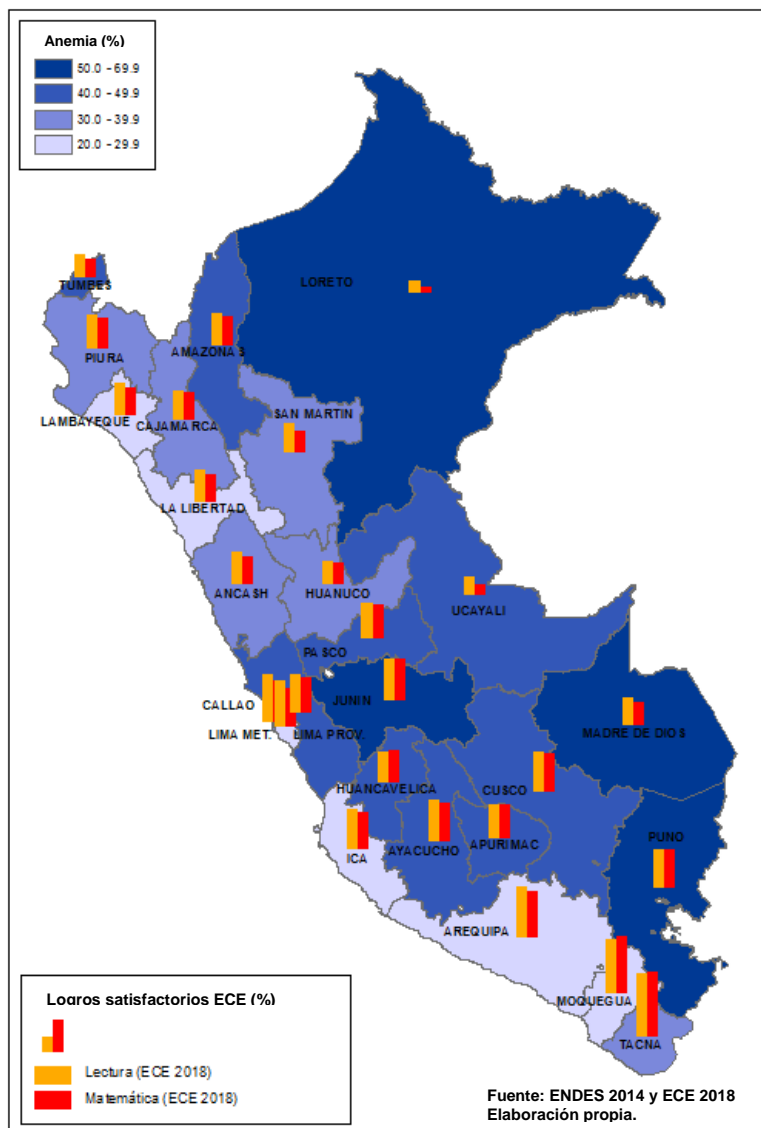 Anemia (%)
50.0 - 69.9
40.0 - 49.9
30.0 - 39.9
20.0 - 29.9
TUMBES
LORETO
PIURA
AMAZONAS
LAMBAYEQUE
CAJAMARCA
SAN MARTIN
LA LIBERTAD
ANCASH
HUANUCO
UCAYALI
PASCO
CALLAO
JUNIN
LIMA MET.
LIMA PROV.
MADRE DE DIOS
HUANCAVELICA
CUSCO
ICA
AYACUCHO
APURIMAC
PUNO
AREQUIPA
MOQUEGUA
TACNA
Logros satisfactorios ECE (%)
Lectura (ECE 2018)
Matemática (ECE 2018)
Fuente: ENDES 2014 y ECE 2018
Elaboración propia.